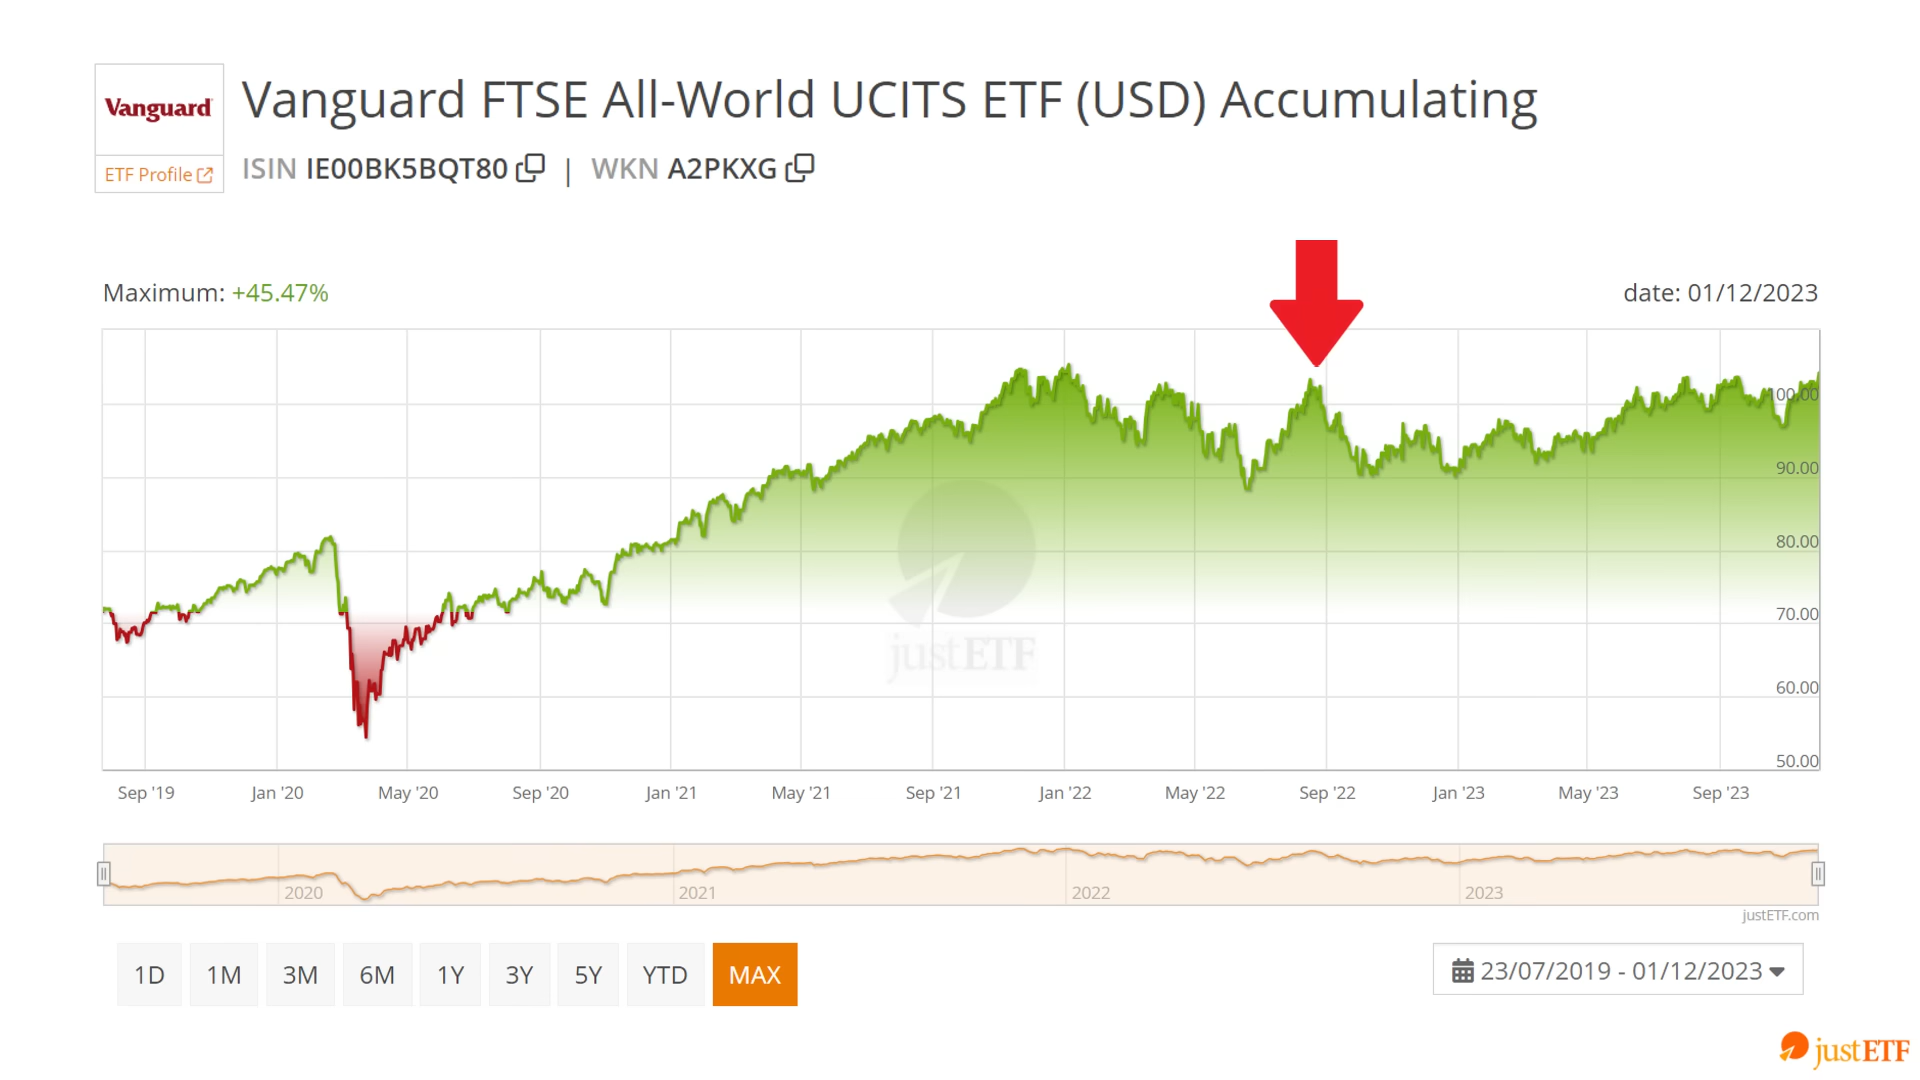 Vanguard
ETF Profile
Vanguard FTSE All-World UCITS ETF (USD) Accumulating
ISIN IE00BK5BQT80 | WKN A2PKXG
Maximum: +45.47%
date: 01/12/2023
100.00
90.00
80.00
70.00
60.00
50.00
justETF
Sep '19 Jan '20 May '20 Sep '20 Jan '21 May '21 Sep '21 Jan '22 May '22 Sep '22 Jan '23 May '23 Sep '23
2020 2021 2022 2023
justETF.com
1D 1M 3M 6M 1Y 3Y 5Y YTD MAX
23/07/2019 - 01/12/2023
justETF